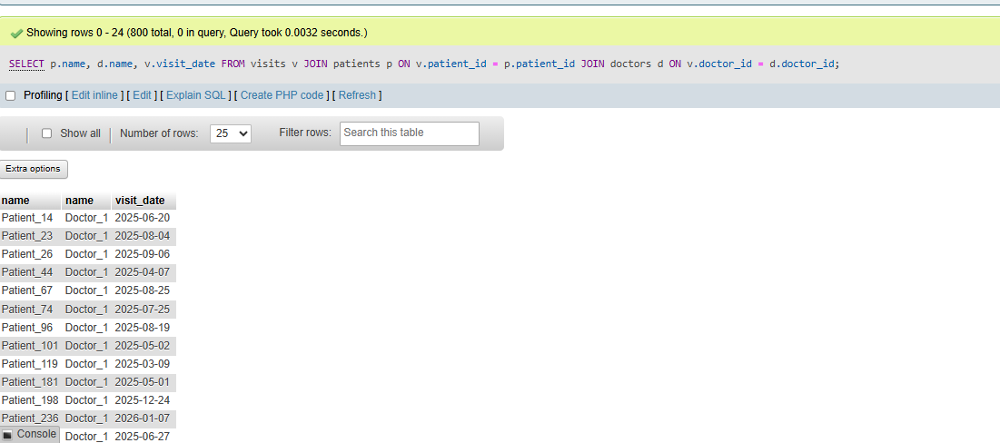 Showing rows 0 - 24 (800 total, 0 in query, Query took 0.0032 seconds.)
SELECT p.name, d.name, v.visit_date FROM visits v JOIN patients p ON v.patient_id = p.patient_id JOIN doctors d ON v.doctor_id = d.doctor_id;
Profiling [ Edit inline ] [ Edit ] [ Explain SQL ] [ Create PHP code ] [ Refresh ]
Show all Number of rows: 25 Filter rows: Search this table
Extra options
name name visit_date
Patient_14 Doctor_1 2025-06-20
Patient_23 Doctor_1 2025-08-04
Patient_26 Doctor_1 2025-09-06
Patient_44 Doctor_1 2025-04-07
Patient_67 Doctor_1 2025-08-25
Patient_74 Doctor_1 2025-07-25
Patient_96 Doctor_1 2025-08-19
Patient_101 Doctor_1 2025-05-02
Patient_119 Doctor_1 2025-03-09
Patient_181 Doctor_1 2025-05-01
Patient_198 Doctor_1 2025-12-24
Patient_236 Doctor_1 2026-01-07
Console Doctor_1 2025-06-27